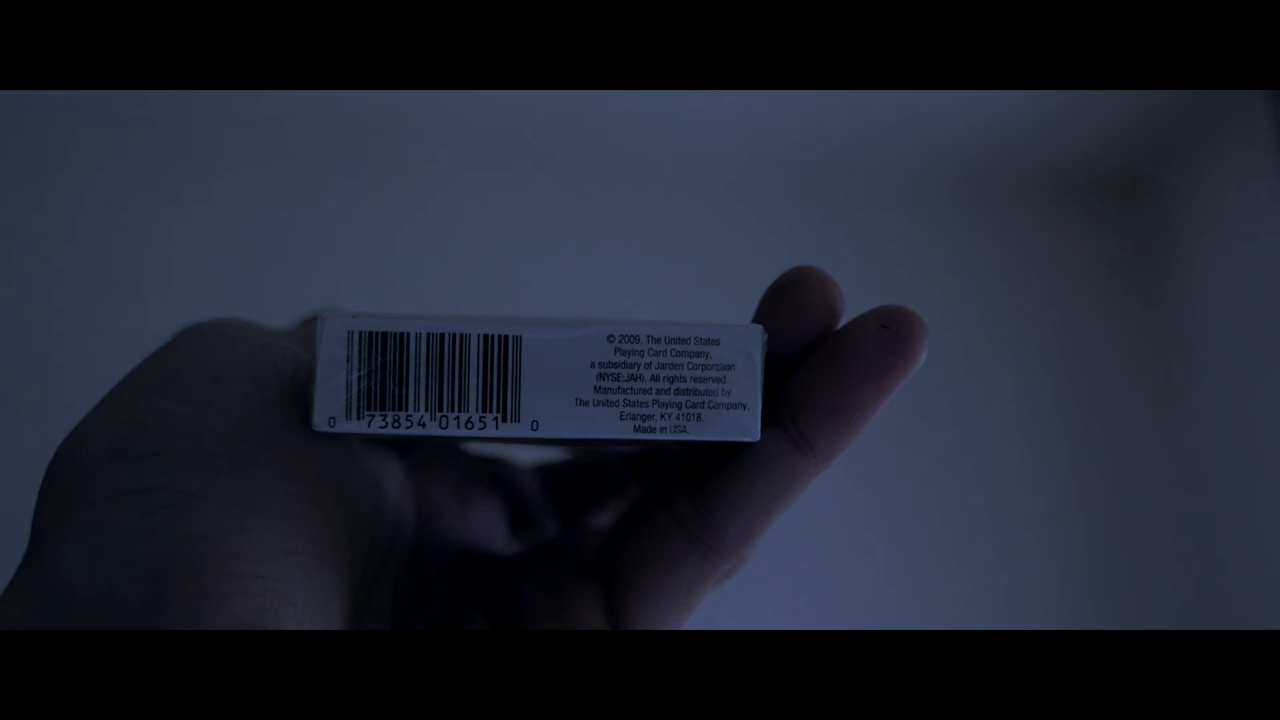 0 73854 01651 0
© 2009. The United States
Playing Card Company,
a subsidiary of Jarden Corporation
(NYSE:JAH). All rights reserved.
Manufactured and distributed by
The United States Playing Card Company,
Erlanger, KY 41018.
Made in USA.